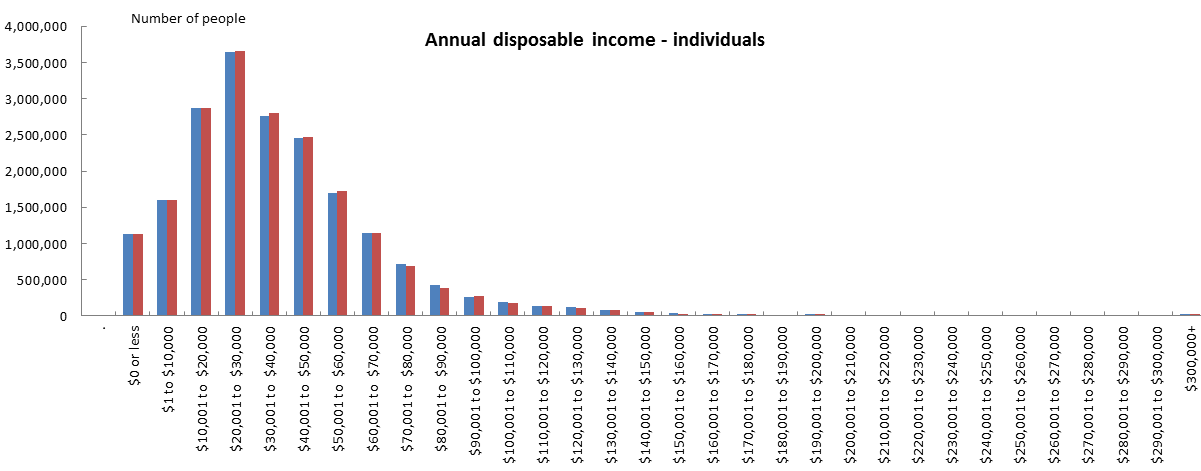 Number of people
Annual disposable income - individuals
4,000,000
3,500,000
3,000,000
2,500,000
2,000,000
1,500,000
1,000,000
500,000
0
.
$0 or less
$1 to $10,000
$10,001 to $20,000
$20,001 to $30,000
$30,001 to $40,000
$40,001 to $50,000
$50,001 to $60,000
$60,001 to $70,000
$70,001 to $80,000
$80,001 to $90,000
$90,001 to $100,000
$100,001 to $110,000
$110,001 to $120,000
$120,001 to $130,000
$130,001 to $140,000
$140,001 to $150,000
$150,001 to $160,000
$160,001 to $170,000
$170,001 to $180,000
$180,001 to $190,000
$190,001 to $200,000
$200,001 to $210,000
$210,001 to $220,000
$220,001 to $230,000
$230,001 to $240,000
$240,001 to $250,000
$250,001 to $260,000
$260,001 to $270,000
$270,001 to $280,000
$280,001 to $290,000
$290,001 to $300,000
$300,000+